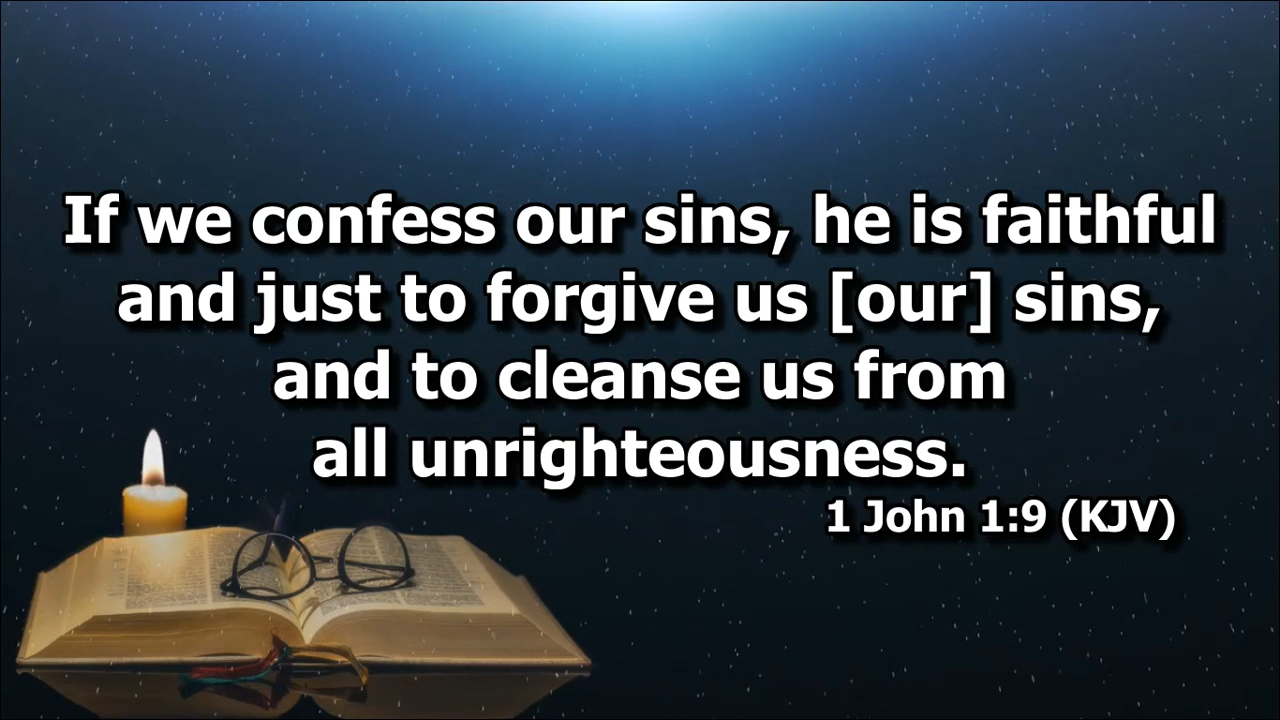 If we confess our sins, he is faithful
and just to forgive us [our] sins,
and to cleanse us from
all unrighteousness.
1 John 1:9 (KJV)